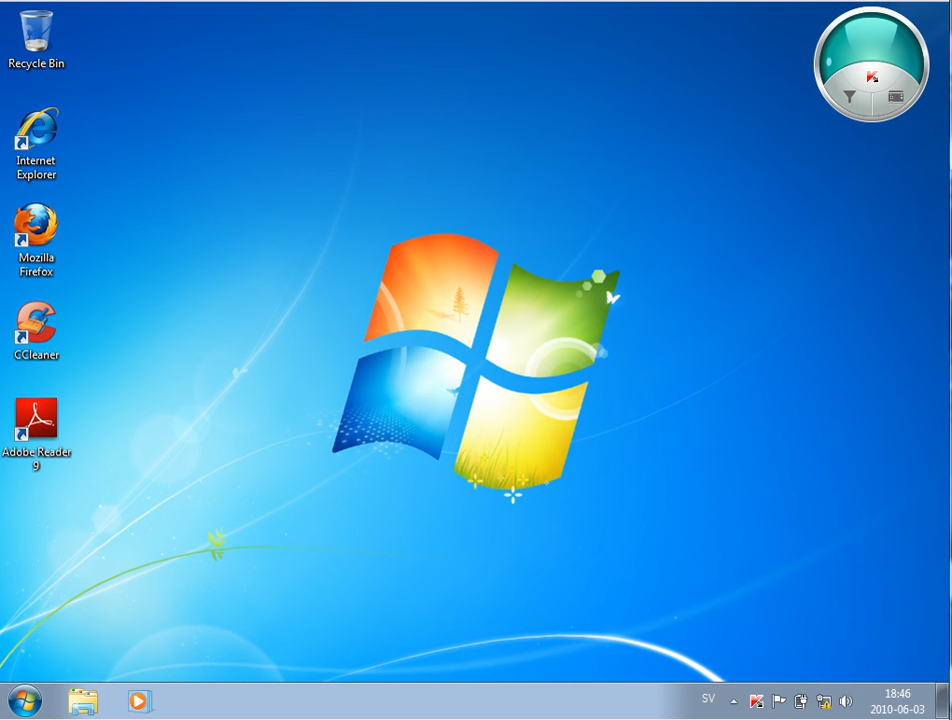 Recycle Bin
Internet
Explorer
Mozilla
Firefox
CCleaner
Adobe Reader
9
SV
18:46
2010-06-03